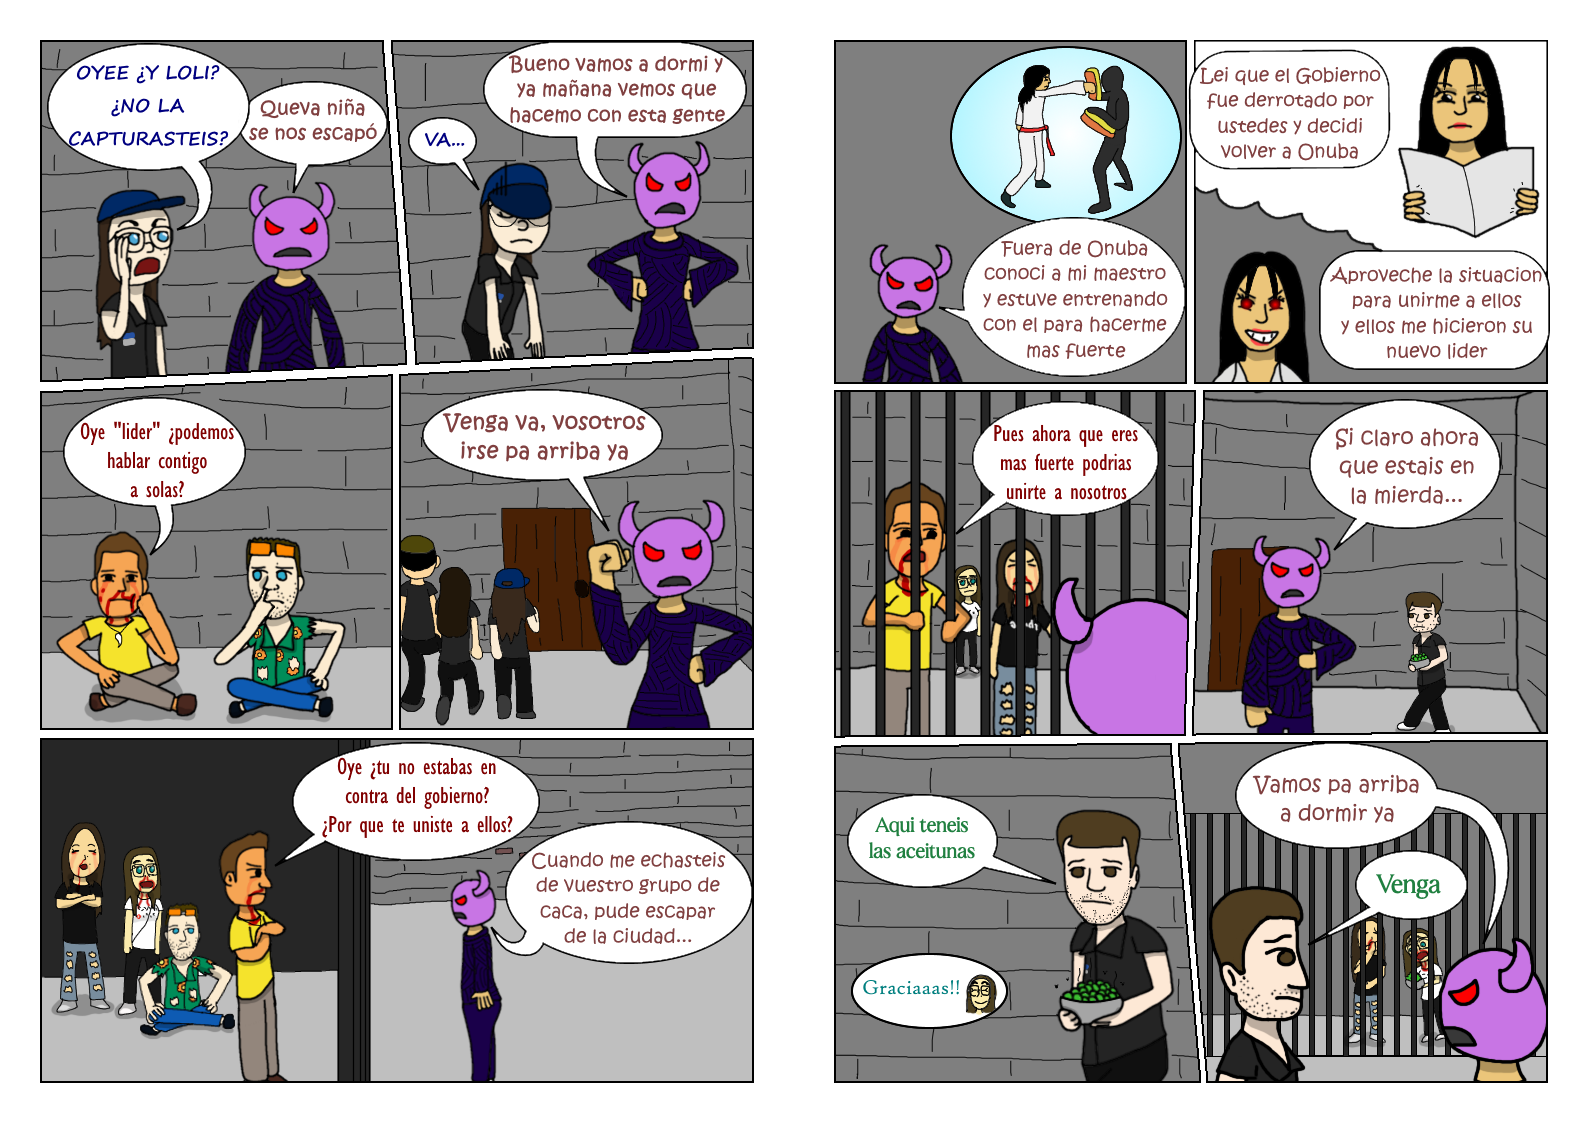 OYEE ¿Y LOLI?
¿NO LA
CAPTURASTEIS?
Queva niña
se nos escapó
VA...
Bueno vamos a dormi y
ya mañana vemos que
hacemo con esta gente
Oye "lider" ¿podemos
hablar contigo
a solas?
Venga va, vosotros
irse pa arriba ya
Oye ¿tu no estabas en
contra del gobierno?
¿Por que te uniste a ellos?
Cuando me echasteis
de vuestro grupo de
caca, pude escapar
de la ciudad...
Fuera de Onuba
conoci a mi maestro
y estuve entrenando
con el para hacerme
mas fuerte
Lei que el Gobierno
fue derrotado por
ustedes y decidi
volver a Onuba
Aproveche la situacion
para unirme a ellos
y ellos me hicieron su
nuevo lider
Pues ahora que eres
mas fuerte podrias
unirte a nosotros
Si claro ahora
que estais en
la mierda...
Aqui teneis
las aceitunas
Graciaaas!!
Vamos pa arriba
a dormir ya
Venga